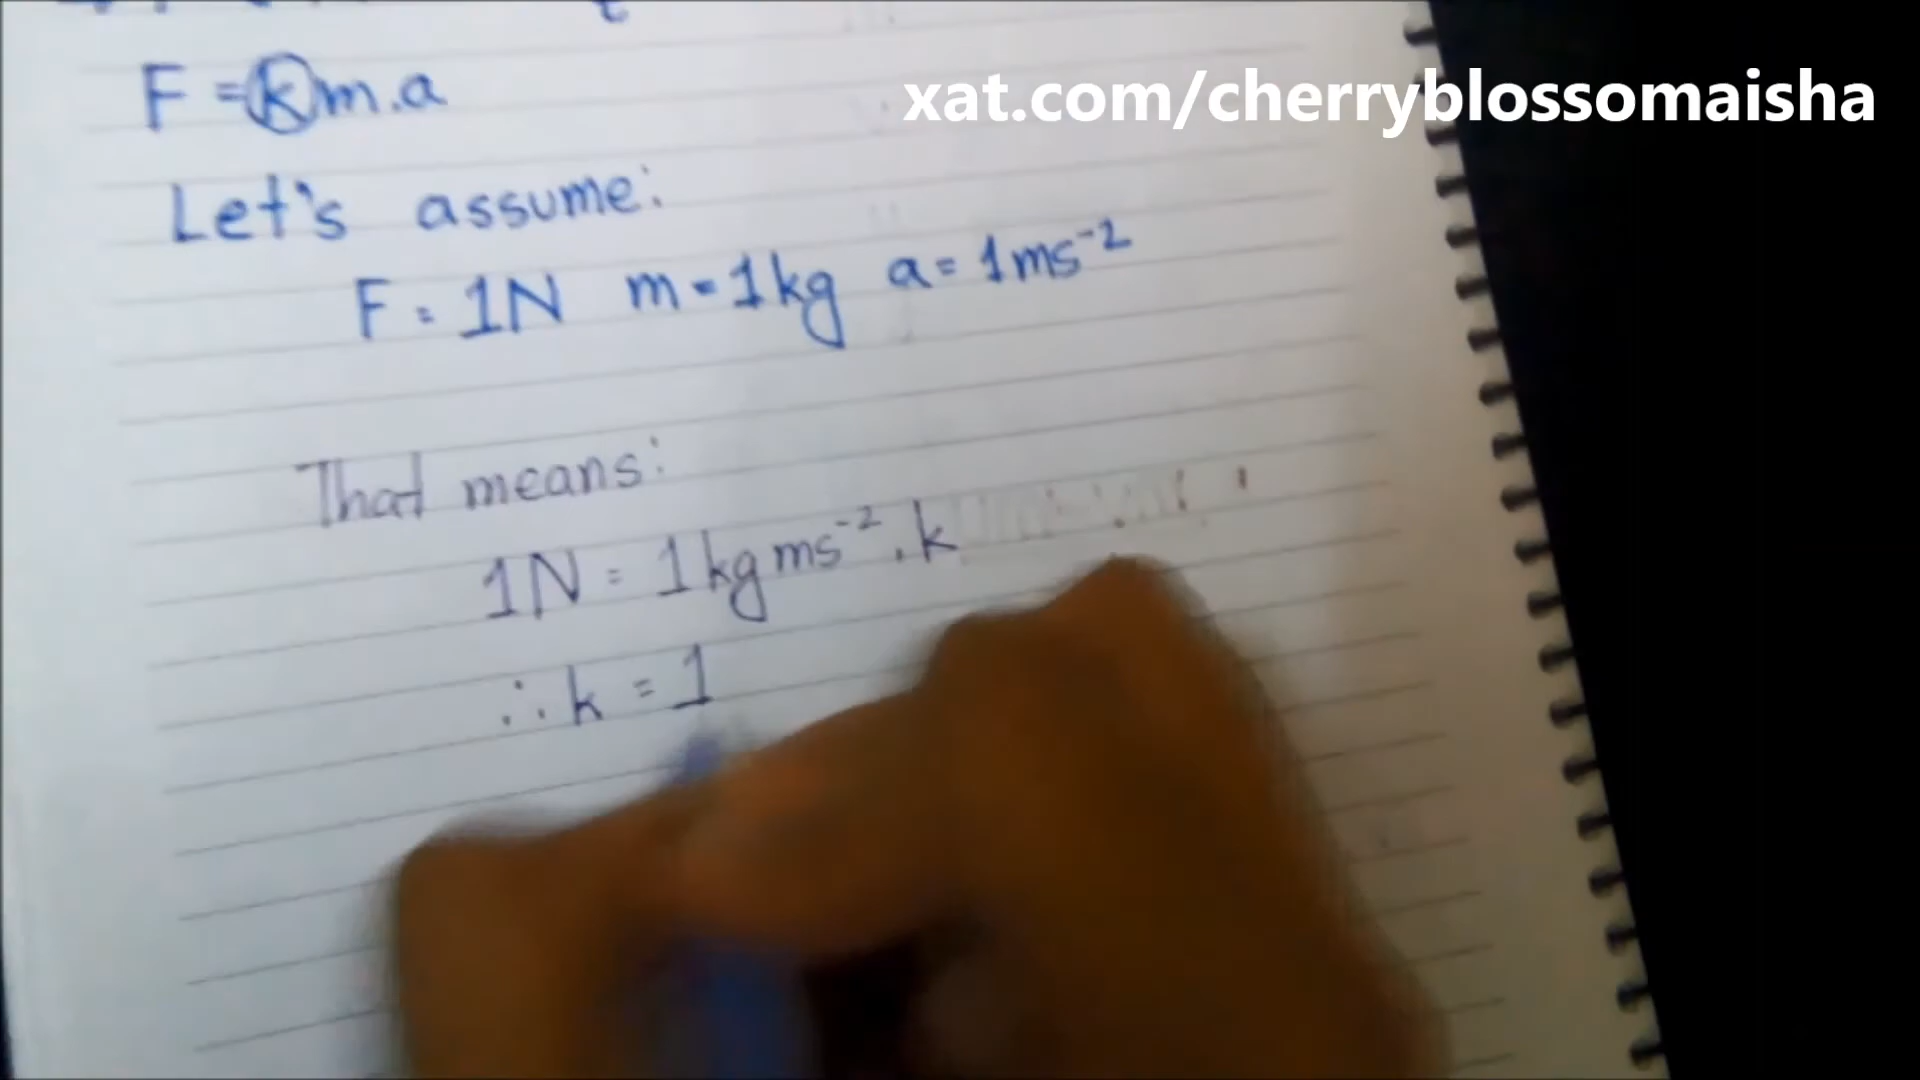 F = k m.a
xat.com/cherryblossomaisha
Let's assume:
F = 1N m = 1kg a = 1ms⁻²
That means:
1N = 1kgms⁻².k
∴ k = 1